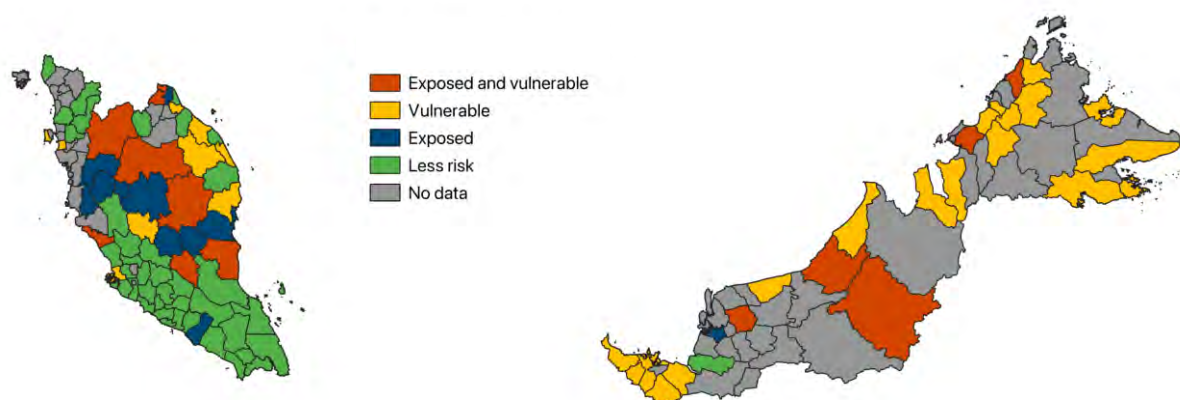 Exposed and vulnerable
Vulnerable
Exposed
Less risk
No data